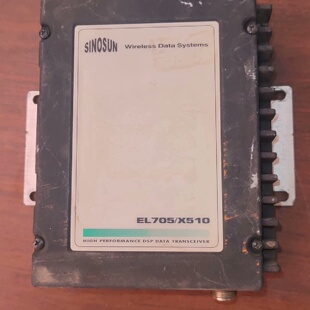 SINOSUN Wireless Data Systems
EL705/X510
HIGH PERFORMANCE DSP DATA TRANSCEIVER